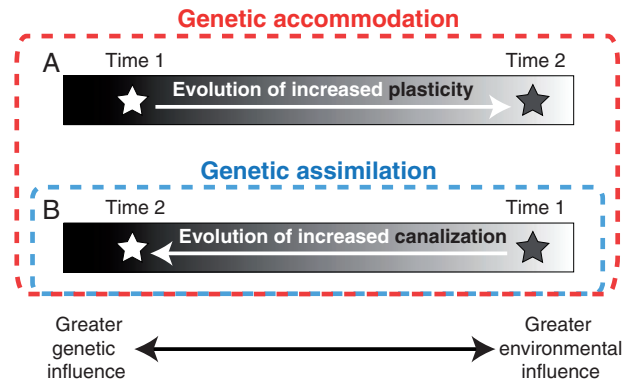 Genetic accommodation
A
Time 1
Time 2
Evolution of increased plasticity
Genetic assimilation
B
Time 2
Time 1
Evolution of increased canalization
Greater
genetic
influence
Greater
environmental
influence